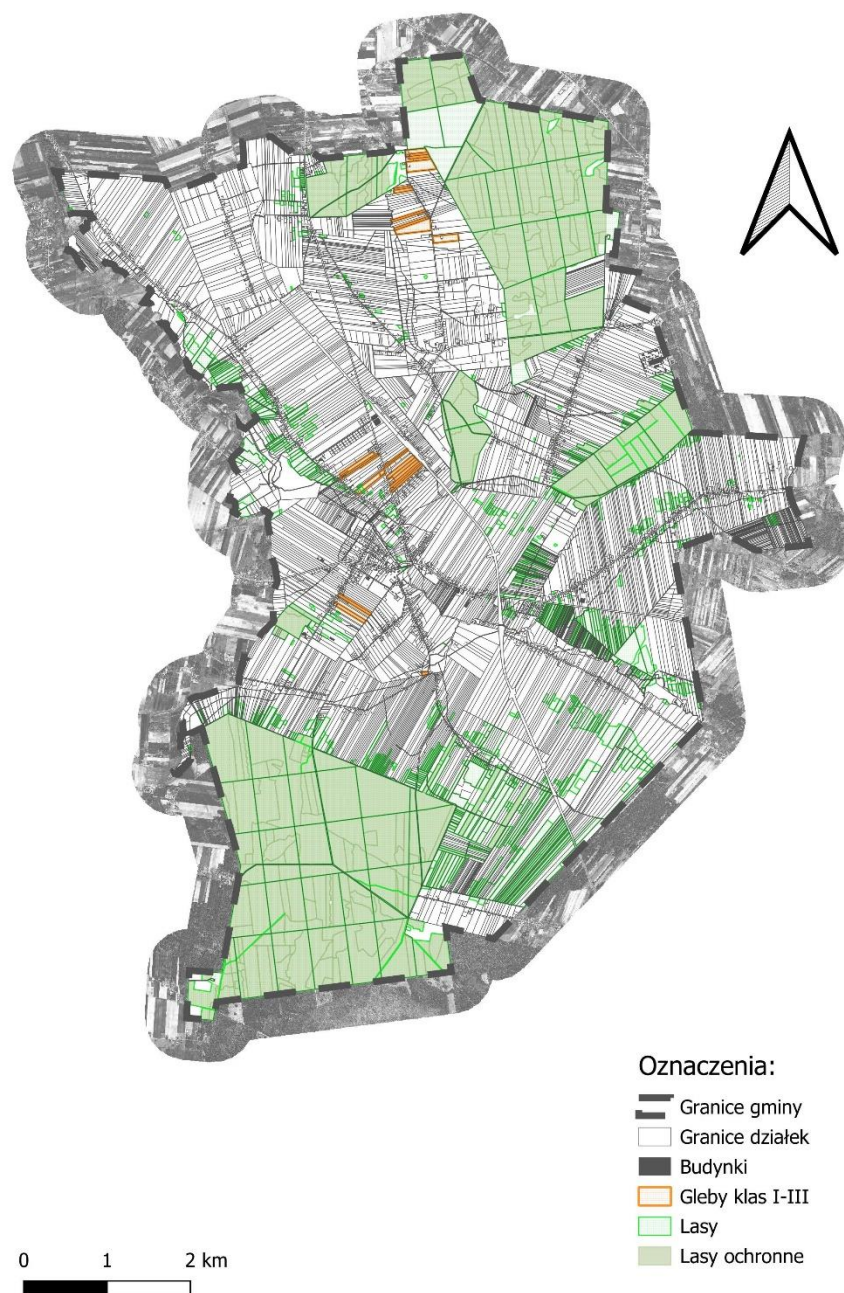 Oznaczenia:
Granice gminy
Granice działek
Budynki
Gleby klas I-III
Lasy
Lasy ochronne
0 1 2 km